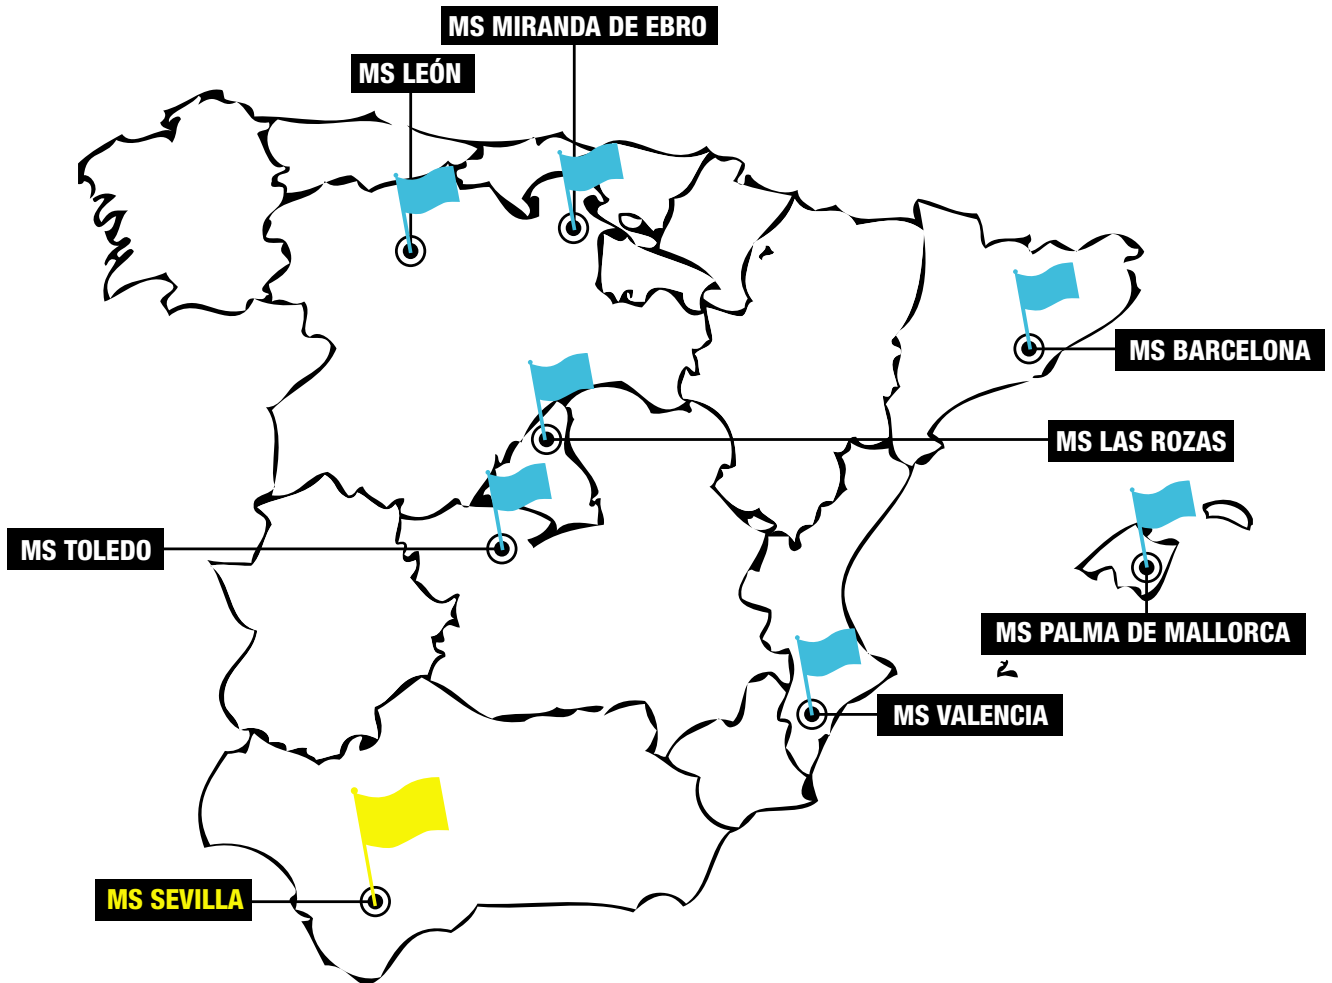 MS MIRANDA DE EBRO
MS LEÓN
MS BARCELONA
MS LAS ROZAS
MS TOLEDO
MS PALMA DE MALLORCA
MS VALENCIA
MS SEVILLA